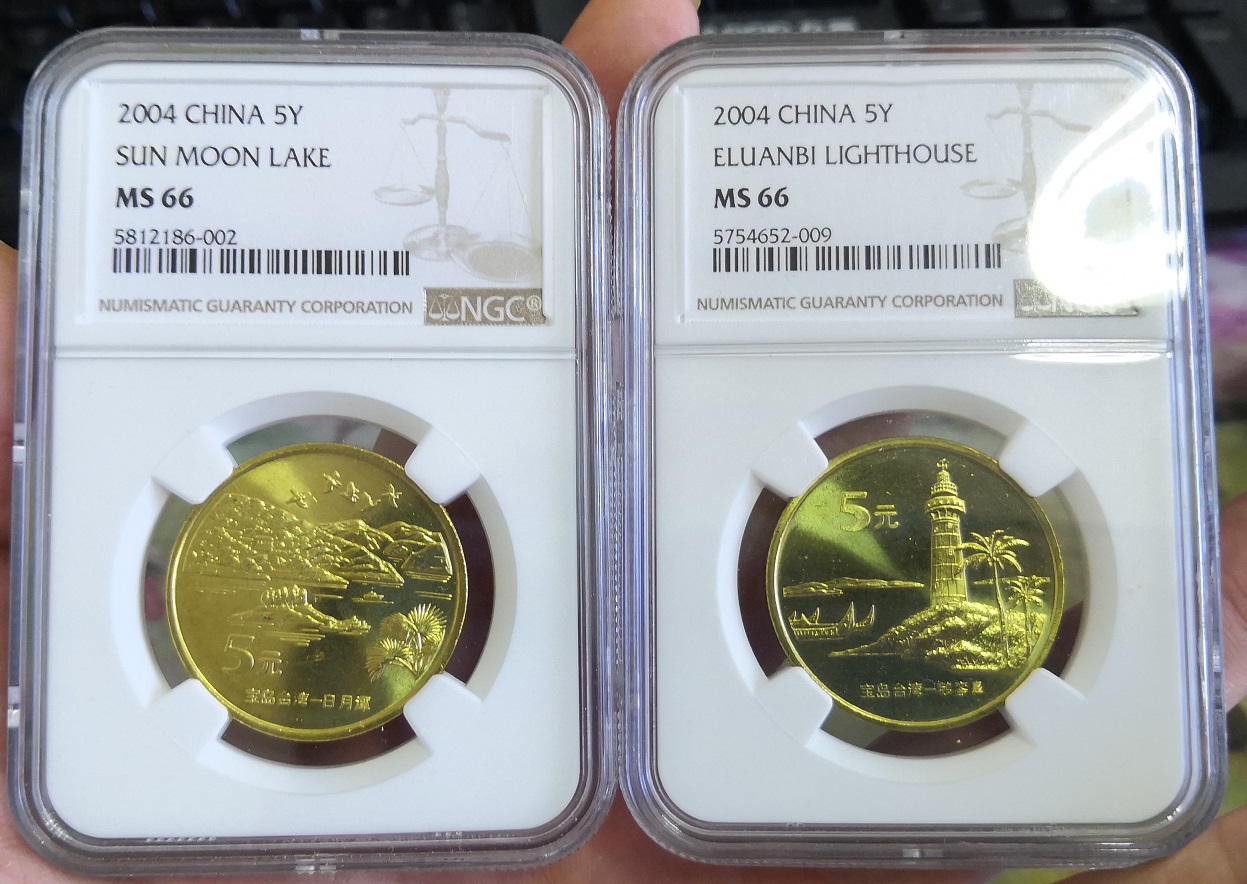 2004 CHINA 5Y
SUN MOON LAKE
MS 66
5812186-002
NUMISMATIC GUARANTY CORPORATION
NGC®
5元
宝岛台湾—日月潭
2004 CHINA 5Y
ELUANBI LIGHTHOUSE
MS 66
5754652-009
NUMISMATIC GUARANTY CORPORATION
5元
宝岛台湾—鹅銮鼻